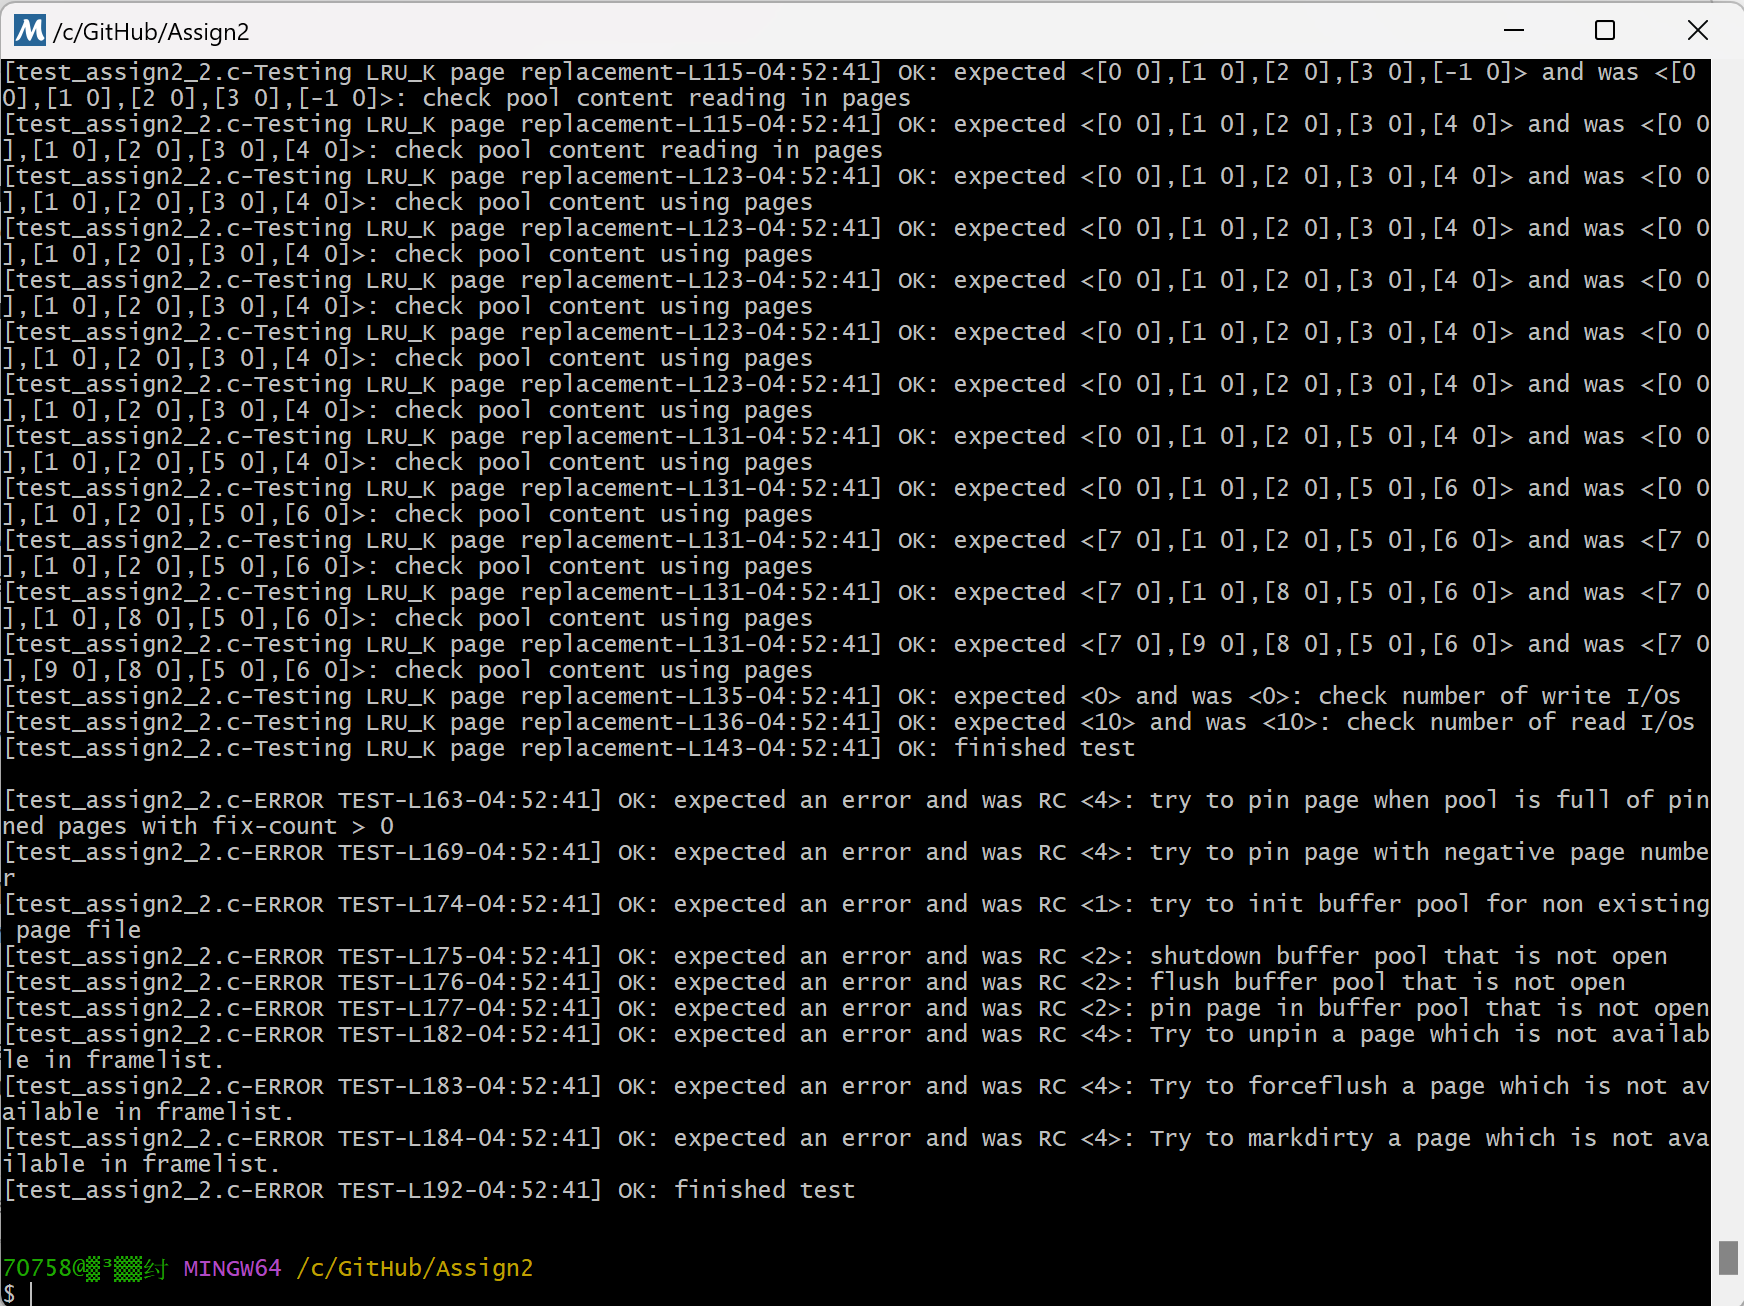 /c/GitHub/Assign2
[test_assign2_2.c-Testing LRU_K page replacement-L115-04:52:41] OK: expected <[0 0],[1 0],[2 0],[3 0],[-1 0]> and was <[0
0],[1 0],[2 0],[3 0],[-1 0]>: check pool content reading in pages
[test_assign2_2.c-Testing LRU_K page replacement-L115-04:52:41] OK: expected <[0 0],[1 0],[2 0],[3 0],[4 0]> and was <[0 0
],[1 0],[2 0],[3 0],[4 0]>: check pool content reading in pages
[test_assign2_2.c-Testing LRU_K page replacement-L123-04:52:41] OK: expected <[0 0],[1 0],[2 0],[3 0],[4 0]> and was <[0 0
],[1 0],[2 0],[3 0],[4 0]>: check pool content using pages
[test_assign2_2.c-Testing LRU_K page replacement-L123-04:52:41] OK: expected <[0 0],[1 0],[2 0],[3 0],[4 0]> and was <[0 0
],[1 0],[2 0],[3 0],[4 0]>: check pool content using pages
[test_assign2_2.c-Testing LRU_K page replacement-L123-04:52:41] OK: expected <[0 0],[1 0],[2 0],[3 0],[4 0]> and was <[0 0
],[1 0],[2 0],[3 0],[4 0]>: check pool content using pages
[test_assign2_2.c-Testing LRU_K page replacement-L123-04:52:41] OK: expected <[0 0],[1 0],[2 0],[3 0],[4 0]> and was <[0 0
],[1 0],[2 0],[3 0],[4 0]>: check pool content using pages
[test_assign2_2.c-Testing LRU_K page replacement-L123-04:52:41] OK: expected <[0 0],[1 0],[2 0],[3 0],[4 0]> and was <[0 0
],[1 0],[2 0],[3 0],[4 0]>: check pool content using pages
[test_assign2_2.c-Testing LRU_K page replacement-L131-04:52:41] OK: expected <[0 0],[1 0],[2 0],[5 0],[4 0]> and was <[0 0
],[1 0],[2 0],[5 0],[4 0]>: check pool content using pages
[test_assign2_2.c-Testing LRU_K page replacement-L131-04:52:41] OK: expected <[0 0],[1 0],[2 0],[5 0],[6 0]> and was <[0 0
],[1 0],[2 0],[5 0],[6 0]>: check pool content using pages
[test_assign2_2.c-Testing LRU_K page replacement-L131-04:52:41] OK: expected <[7 0],[1 0],[2 0],[5 0],[6 0]> and was <[7 0
],[1 0],[2 0],[5 0],[6 0]>: check pool content using pages
[test_assign2_2.c-Testing LRU_K page replacement-L131-04:52:41] OK: expected <[7 0],[1 0],[8 0],[5 0],[6 0]> and was <[7 0
],[1 0],[8 0],[5 0],[6 0]>: check pool content using pages
[test_assign2_2.c-Testing LRU_K page replacement-L131-04:52:41] OK: expected <[7 0],[9 0],[8 0],[5 0],[6 0]> and was <[7 0
],[9 0],[8 0],[5 0],[6 0]>: check pool content using pages
[test_assign2_2.c-Testing LRU_K page replacement-L135-04:52:41] OK: expected <0> and was <0>: check number of write I/Os
[test_assign2_2.c-Testing LRU_K page replacement-L136-04:52:41] OK: expected <10> and was <10>: check number of read I/Os
[test_assign2_2.c-Testing LRU_K page replacement-L143-04:52:41] OK: finished test
[test_assign2_2.c-ERROR TEST-L163-04:52:41] OK: expected an error and was RC <4>: try to pin page when pool is full of pin
ned pages with fix-count > 0
[test_assign2_2.c-ERROR TEST-L169-04:52:41] OK: expected an error and was RC <4>: try to pin page with negative page numbe
r
[test_assign2_2.c-ERROR TEST-L174-04:52:41] OK: expected an error and was RC <1>: try to init buffer pool for non existing
page file
[test_assign2_2.c-ERROR TEST-L175-04:52:41] OK: expected an error and was RC <2>: shutdown buffer pool that is not open
[test_assign2_2.c-ERROR TEST-L176-04:52:41] OK: expected an error and was RC <2>: flush buffer pool that is not open
[test_assign2_2.c-ERROR TEST-L177-04:52:41] OK: expected an error and was RC <2>: pin page in buffer pool that is not open
[test_assign2_2.c-ERROR TEST-L182-04:52:41] OK: expected an error and was RC <4>: Try to unpin a page which is not availab
le in framelist.
[test_assign2_2.c-ERROR TEST-L183-04:52:41] OK: expected an error and was RC <4>: Try to forceflush a page which is not av
ailable in framelist.
[test_assign2_2.c-ERROR TEST-L184-04:52:41] OK: expected an error and was RC <4>: Try to markdirty a page which is not ava
ilable in framelist.
[test_assign2_2.c-ERROR TEST-L192-04:52:41] OK: finished test
70758@▒³▒▒纣 MINGW64 /c/GitHub/Assign2
$